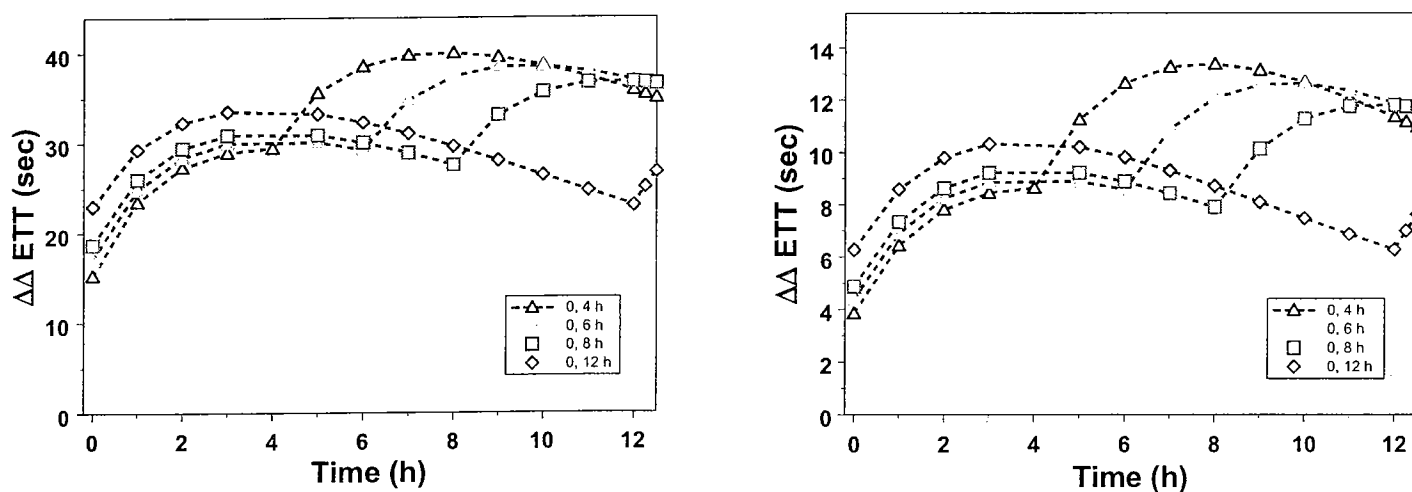 40
30
20
10
0
ΔΔ ETT (sec)
0 2 4 6 8 10 12
Time (h)
0, 4 h
0, 6 h
0, 8 h
0, 12 h
14
12
10
8
6
4
2
0
ΔΔ ETT (sec)
0 2 4 6 8 10 12
Time (h)
0, 4 h
0, 6 h
0, 8 h
0, 12 h